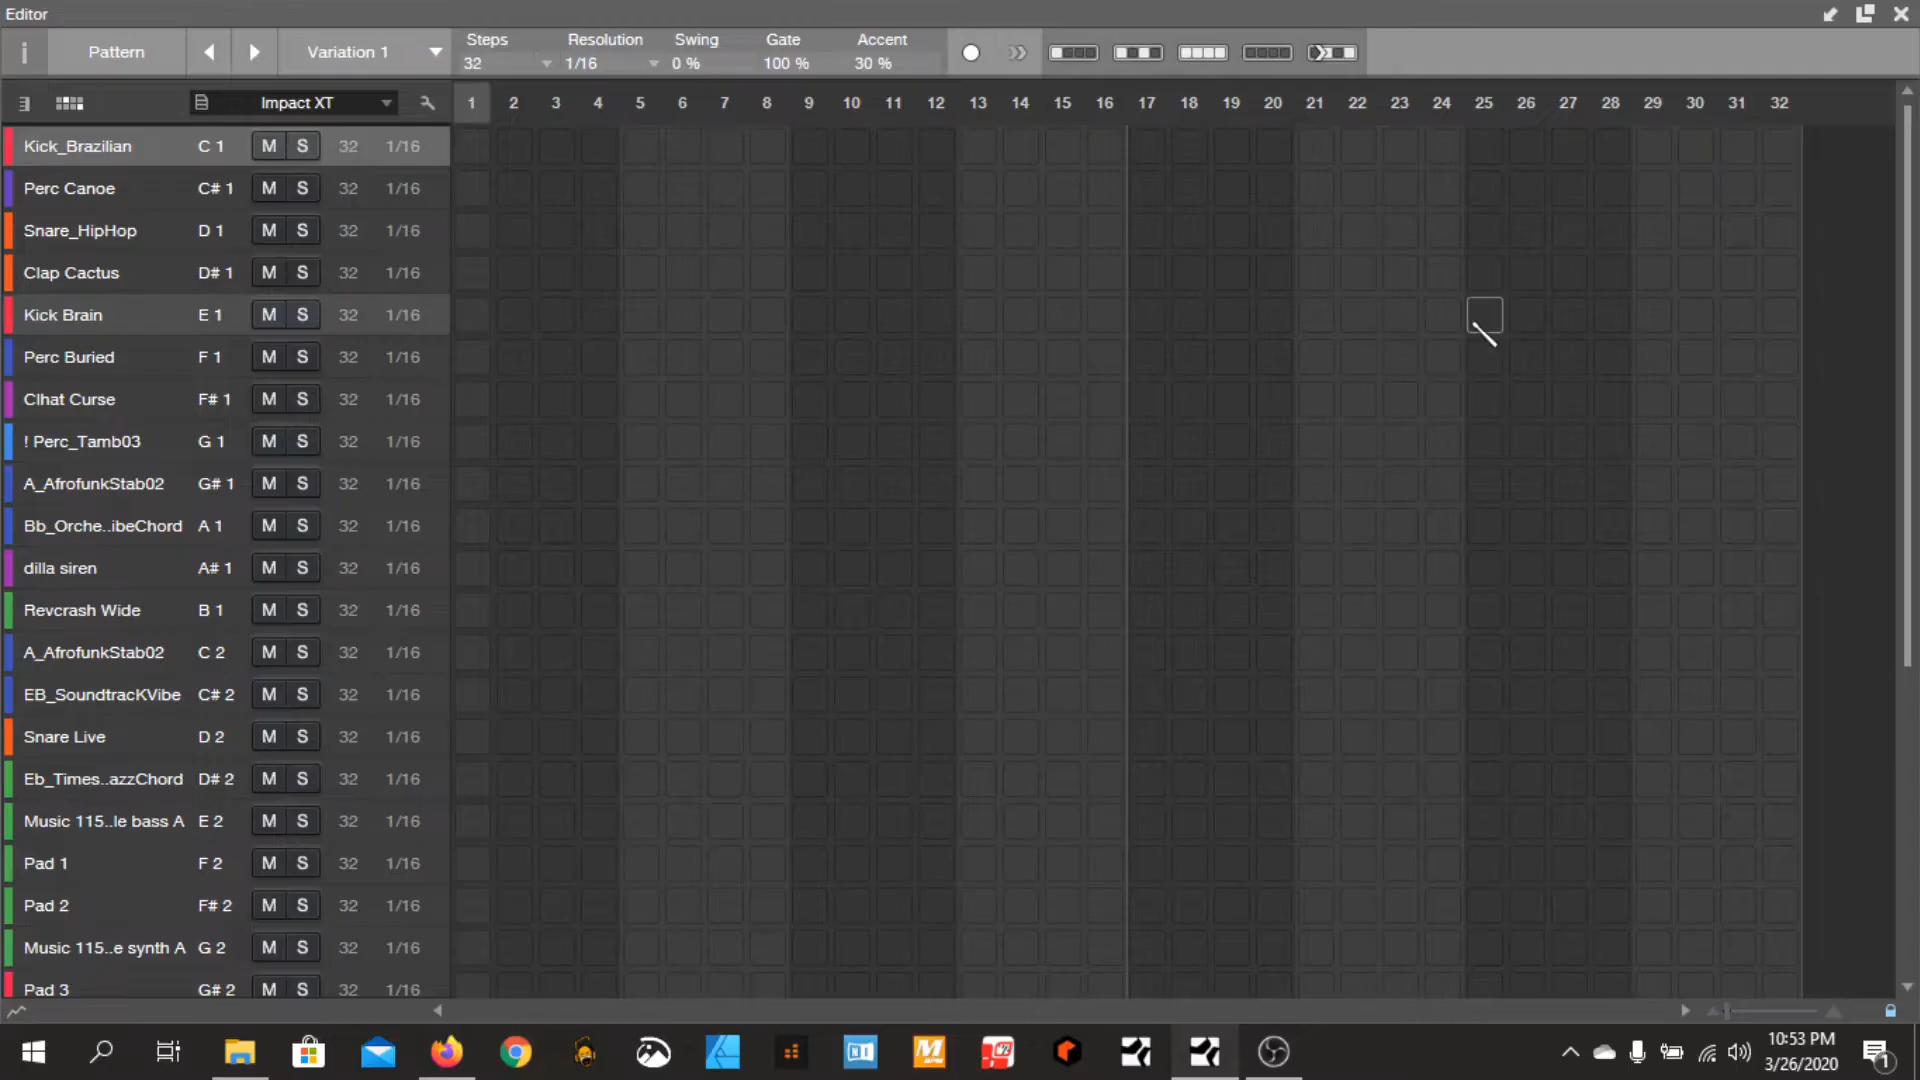 Editor
i Pattern Variation 1
Steps Resolution Swing Gate Accent
32 1/16 0 % 100 % 30 %
Impact XT 1 2 3 4 5 6 7 8 9 10 11 12 13 14 15 16 17 18 19 20 21 22 23 24 25 26 27 28 29 30 31 32
Kick_Brazilian C 1 M S 32 1/16
Perc Canoe C# 1 M S 32 1/16
Snare_HipHop D 1 M S 32 1/16
Clap Cactus D# 1 M S 32 1/16
Kick Brain E 1 M S 32 1/16
Perc Buried F 1 M S 32 1/16
Clhat Curse F# 1 M S 32 1/16
! Perc_Tamb03 G 1 M S 32 1/16
A_AfrofunkStab02 G# 1 M S 32 1/16
Bb_Orche..ibeChord A 1 M S 32 1/16
dilla siren A# 1 M S 32 1/16
Revcrash Wide B 1 M S 32 1/16
A_AfrofunkStab02 C 2 M S 32 1/16
EB_SoundtracKVibe C# 2 M S 32 1/16
Snare Live D 2 M S 32 1/16
Eb_Times..azzChord D# 2 M S 32 1/16
Music 115..le bass A E 2 M S 32 1/16
Pad 1 F 2 M S 32 1/16
Pad 2 F# 2 M S 32 1/16
Music 115..e synth A G 2 M S 32 1/16
Pad 3 G# 2 M S 32 1/16
10:53 PM
3/26/2020
1